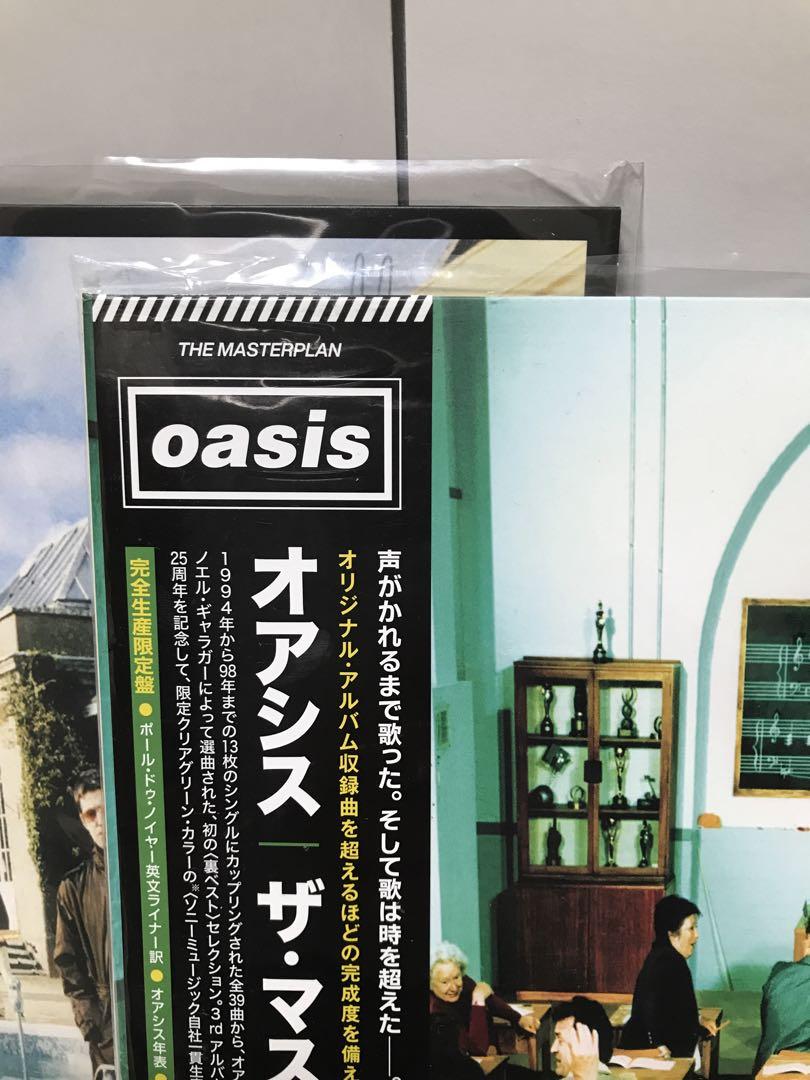 THE MASTERPLAN
oasis
声がかれるまで歌った。そして歌は時を超えた——。
オリジナル・アルバム収録曲を超えるほどの完成度を備え
オアシス｜ザ・マス
1994年から98年までの13枚のシングルにカップリングされた全39曲から、オア
ノエル・ギャラガーによって選曲された、初の〈裏ベスト〉セレクション。3rdアルバ
25周年を記念して、限定クリアグリーン・カラーの※〈ソニーミュージック自社一貫生
完全生産限定盤 ●ポール・ドゥ・ノイヤー英文ライナー訳 ●オアシス年表 ●